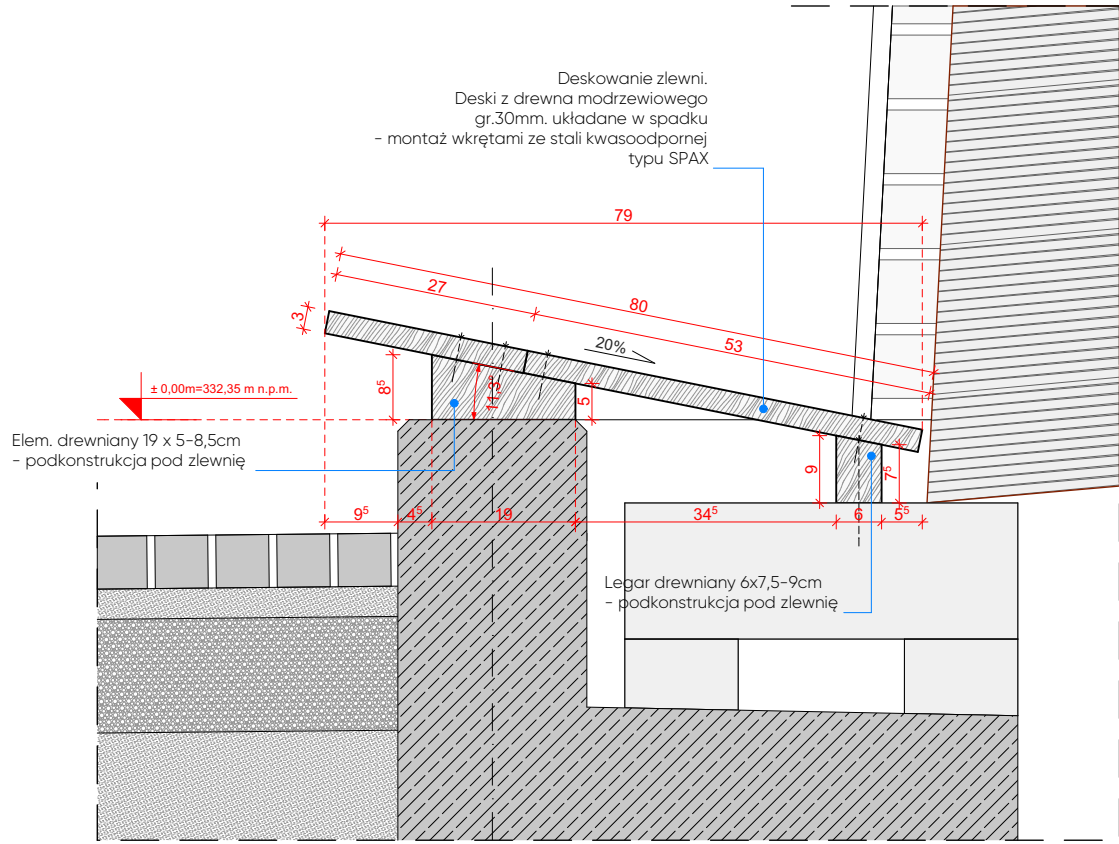 Deskowanie zlewni.
Deski z drewna modrzewiowego
gr.30mm. układane w spadku
- montaż wkrętami ze stali kwasoodpornej
typu SPAX
79
27
80
53
3
20%
8⁵
11,3°
5
± 0,00m=332,35 m n.p.m.
Elem. drewniany 19 x 5-8,5cm
- podkonstrukcja pod zlewnię
9
7⁵
9⁵
4⁵
19
34⁵
6
5⁵
Legar drewniany 6x7,5-9cm
- podkonstrukcja pod zlewnię